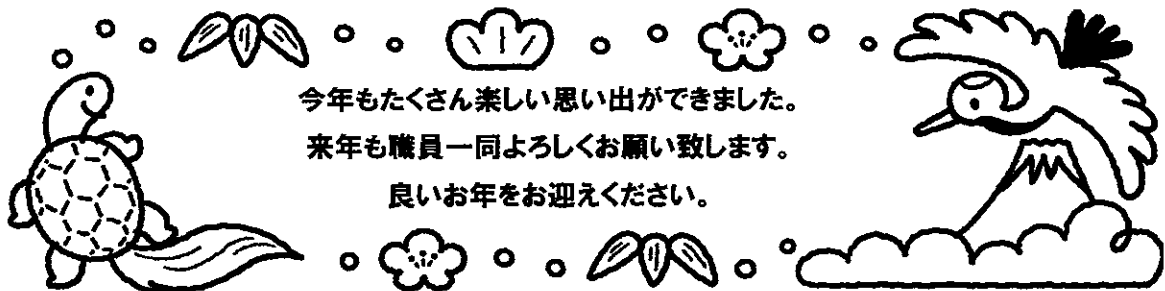 今年もたくさん楽しい思い出ができました。
来年も職員一同よろしくお願い致します。
良いお年をお迎えください。